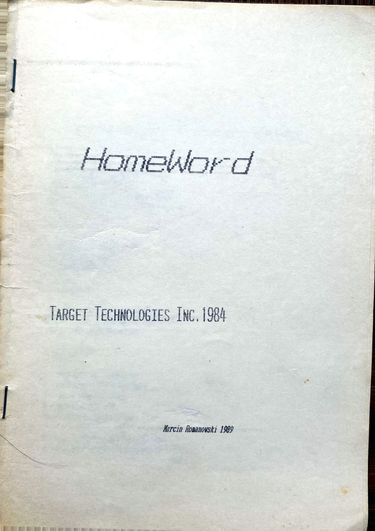 HomeWord
TARGET TECHNOLOGIES INC.1984
Marcin Romanowski 1989